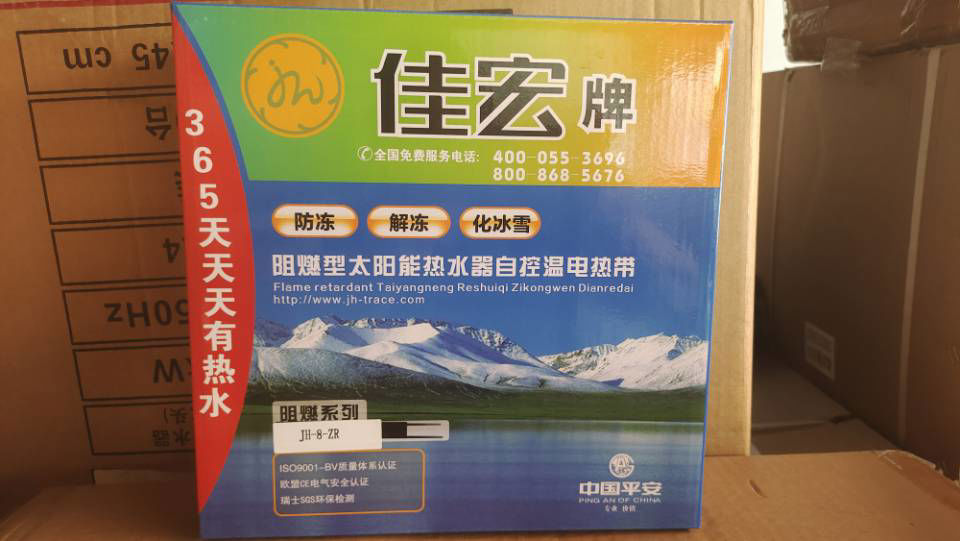 佳宏牌
全国免费服务电话: 400-055-3696
800-868-5676
365天天天有热水
防冻 解冻 化冰雪
阻燃型太阳能热水器自控温电热带
Flame retardant Taiyangneng Reshuiqi Zikongwen Dianredai
http://www.jh-trace.com
阻燃系列
JH-8-ZR
ISO9001-BV质量体系认证
欧盟CE电气安全认证
瑞士SGS环保检测
中国平安
PING AN OF CHINA
专业 价值
45 cm
台
50Hz